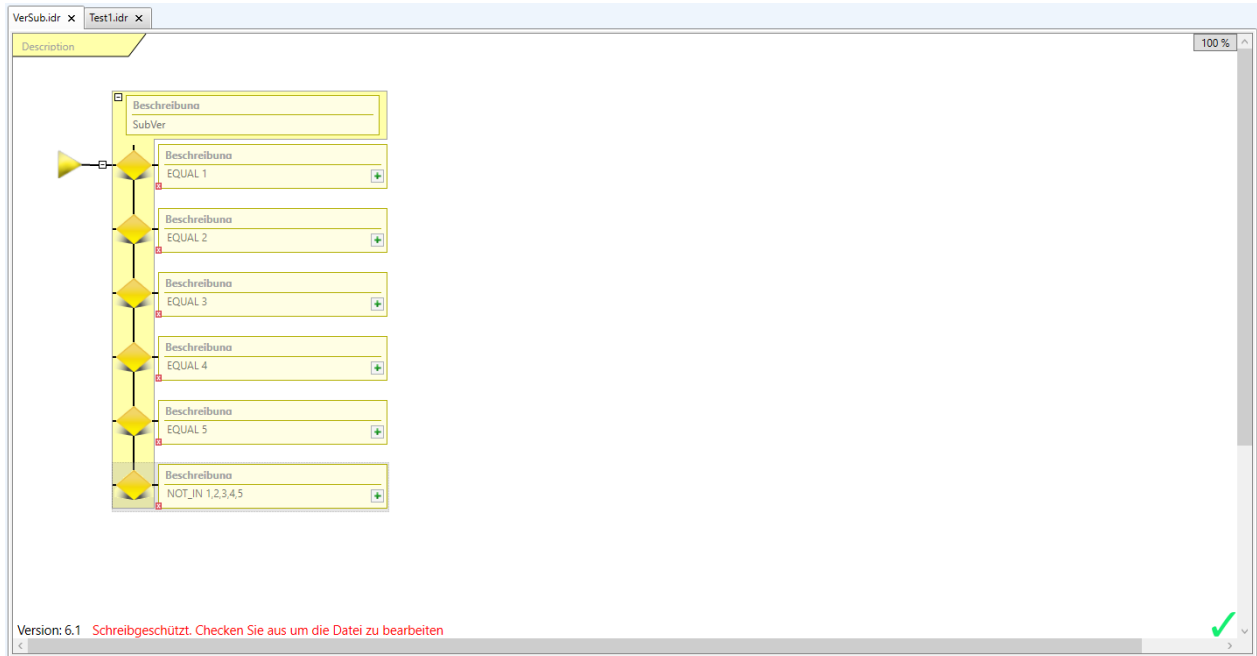 VerSub.idr x Test1.idr x
Description
100 %
Beschreibung
SubVer
Beschreibung
EQUAL 1
Beschreibung
EQUAL 2
Beschreibung
EQUAL 3
Beschreibung
EQUAL 4
Beschreibung
EQUAL 5
Beschreibung
NOT_IN 1,2,3,4,5
Version: 6.1 Schreibgeschützt. Checken Sie aus um die Datei zu bearbeiten